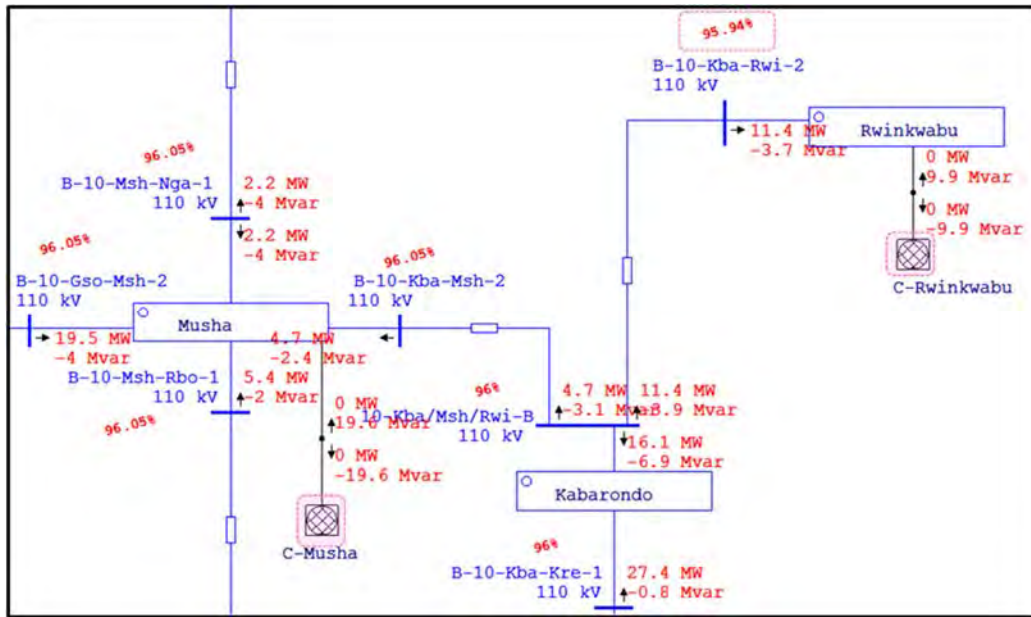 95.94%
B-10-Kba-Rwi-2
110 kV
Rwinkwabu
11.4 MW
-3.7 Mvar
0 MW
9.9 Mvar
0 MW
-9.9 Mvar
C-Rwinkwabu
96.05%
B-10-Msh-Nga-1
110 kV
2.2 MW
-4 Mvar
2.2 MW
-4 Mvar
96.05%
B-10-Gso-Msh-2
110 kV
96.05%
B-10-Kba-Msh-2
110 kV
Musha
19.5 MW
-4 Mvar
4.7 MW
-2.4 Mvar
B-10-Msh-Rbo-1
110 kV
5.4 MW
-2 Mvar
96.05%
0 MW
19.6 Mvar
0 MW
-19.6 Mvar
C-Musha
96%
10-Kba/Msh/Rwi-B
110 kV
4.7 MW
-3.1 Mvar
11.4 MW
-3.9 Mvar
16.1 MW
-6.9 Mvar
Kabarondo
96%
B-10-Kba-Kre-1
110 kV
27.4 MW
-0.8 Mvar